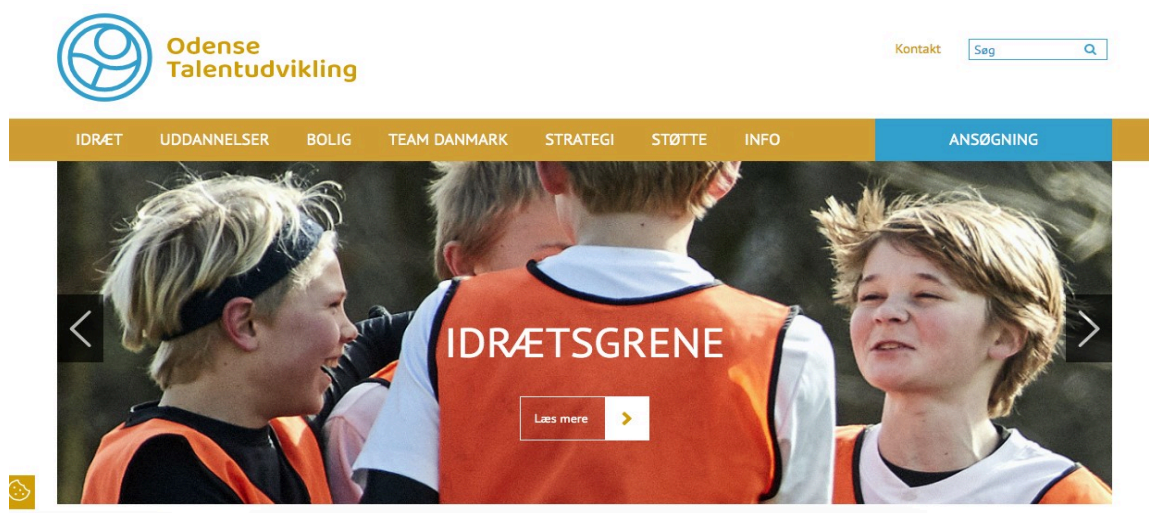 Odense
Talentudvikling
Kontakt
Søg
IDRÆT UDDANNELSER BOLIG TEAM DANMARK STRATEGI STØTTE INFO ANSØGNING
IDRÆTSGRENE
Læs mere